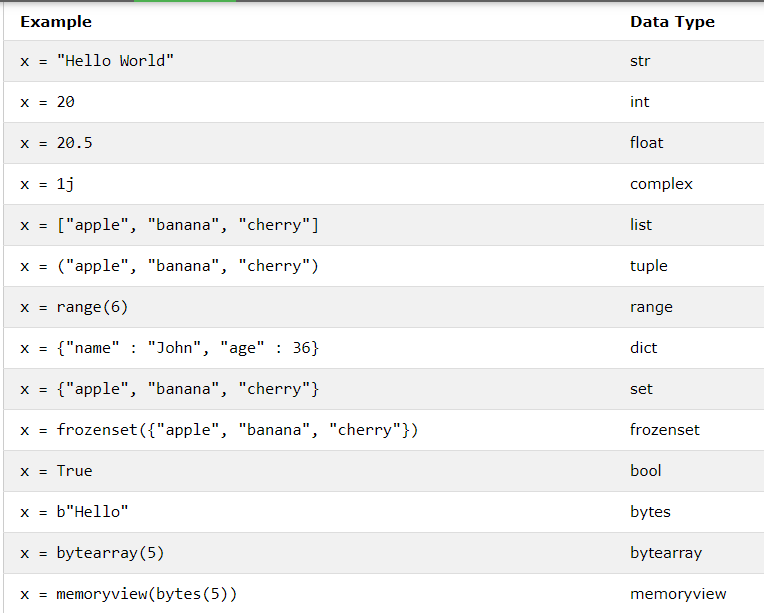 Example Data Type
x = "Hello World" str
x = 20 int
x = 20.5 float
x = 1j complex
x = ["apple", "banana", "cherry"] list
x = ("apple", "banana", "cherry") tuple
x = range(6) range
x = {"name" : "John", "age" : 36} dict
x = {"apple", "banana", "cherry"} set
x = frozenset({"apple", "banana", "cherry"}) frozenset
x = True bool
x = b"Hello" bytes
x = bytearray(5) bytearray
x = memoryview(bytes(5)) memoryview